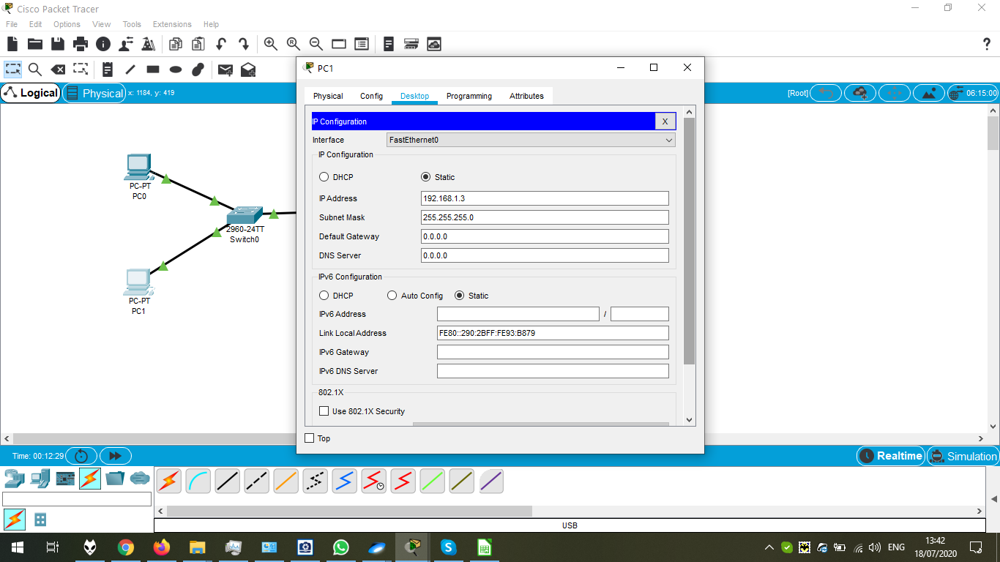 Cisco Packet Tracer
File Edit Options View Tools Extensions Help
PC1
Logical Physical x: 1184, y: 419 [Root] 06:15:00
Physical Config Desktop Programming Attributes
IP Configuration X
Interface FastEthernet0
IP Configuration
DHCP Static
IP Address 192.168.1.3
Subnet Mask 255.255.255.0
Default Gateway 0.0.0.0
DNS Server 0.0.0.0
IPv6 Configuration
DHCP Auto Config Static
IPv6 Address /
Link Local Address FE80::290:2BFF:FE93:B879
IPv6 Gateway
IPv6 DNS Server
802.1X
Use 802.1X Security
Top
PC-PT
PC0
2960-24TT
Switch0
PC-PT
PC1
Time: 00:12:29 Realtime Simulation
USB
ENG
13:42
18/07/2020